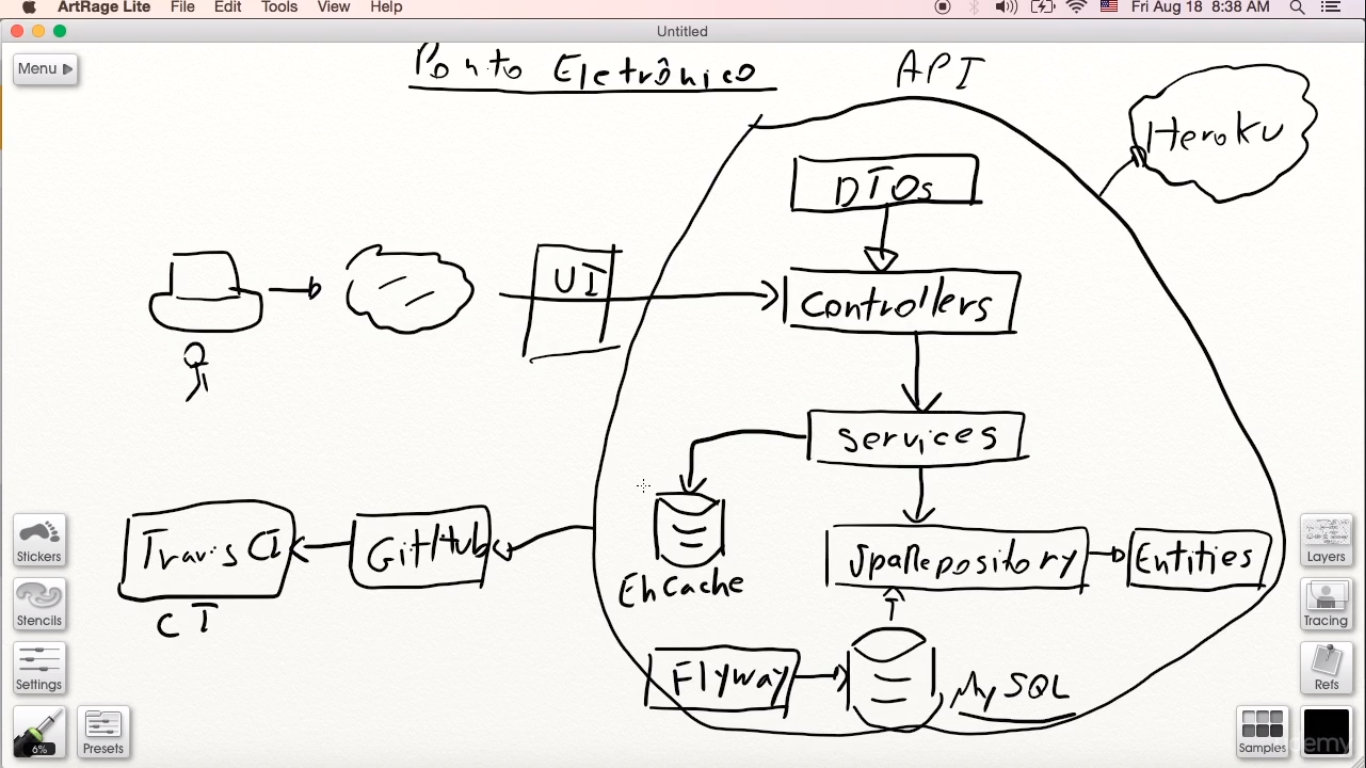 ArtRage Lite File Edit Tools View Help Fri Aug 18 8:38 AM
Untitled
Menu
Ponto Eletrônico
API
Heroku
DTOs
UI
Controllers
Services
Travis CI
GitHub
JpaRepository
Entities
EhCache
CI
Flyway
MySQL
Stickers
Stencils
Settings
6%
Presets
Layers
Tracing
Refs
Samples
udemy